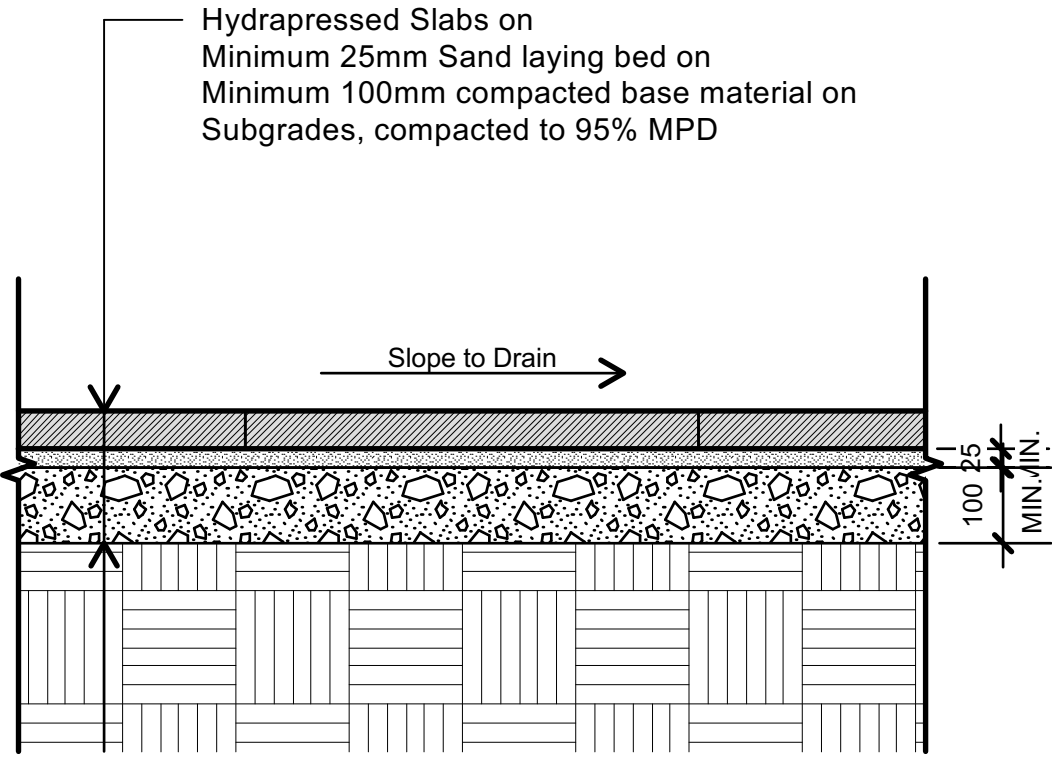 Hydrapressed Slabs on
Minimum 25mm Sand laying bed on
Minimum 100mm compacted base material on
Subgrades, compacted to 95% MPD
Slope to Drain
25
MIN.
100
MIN.